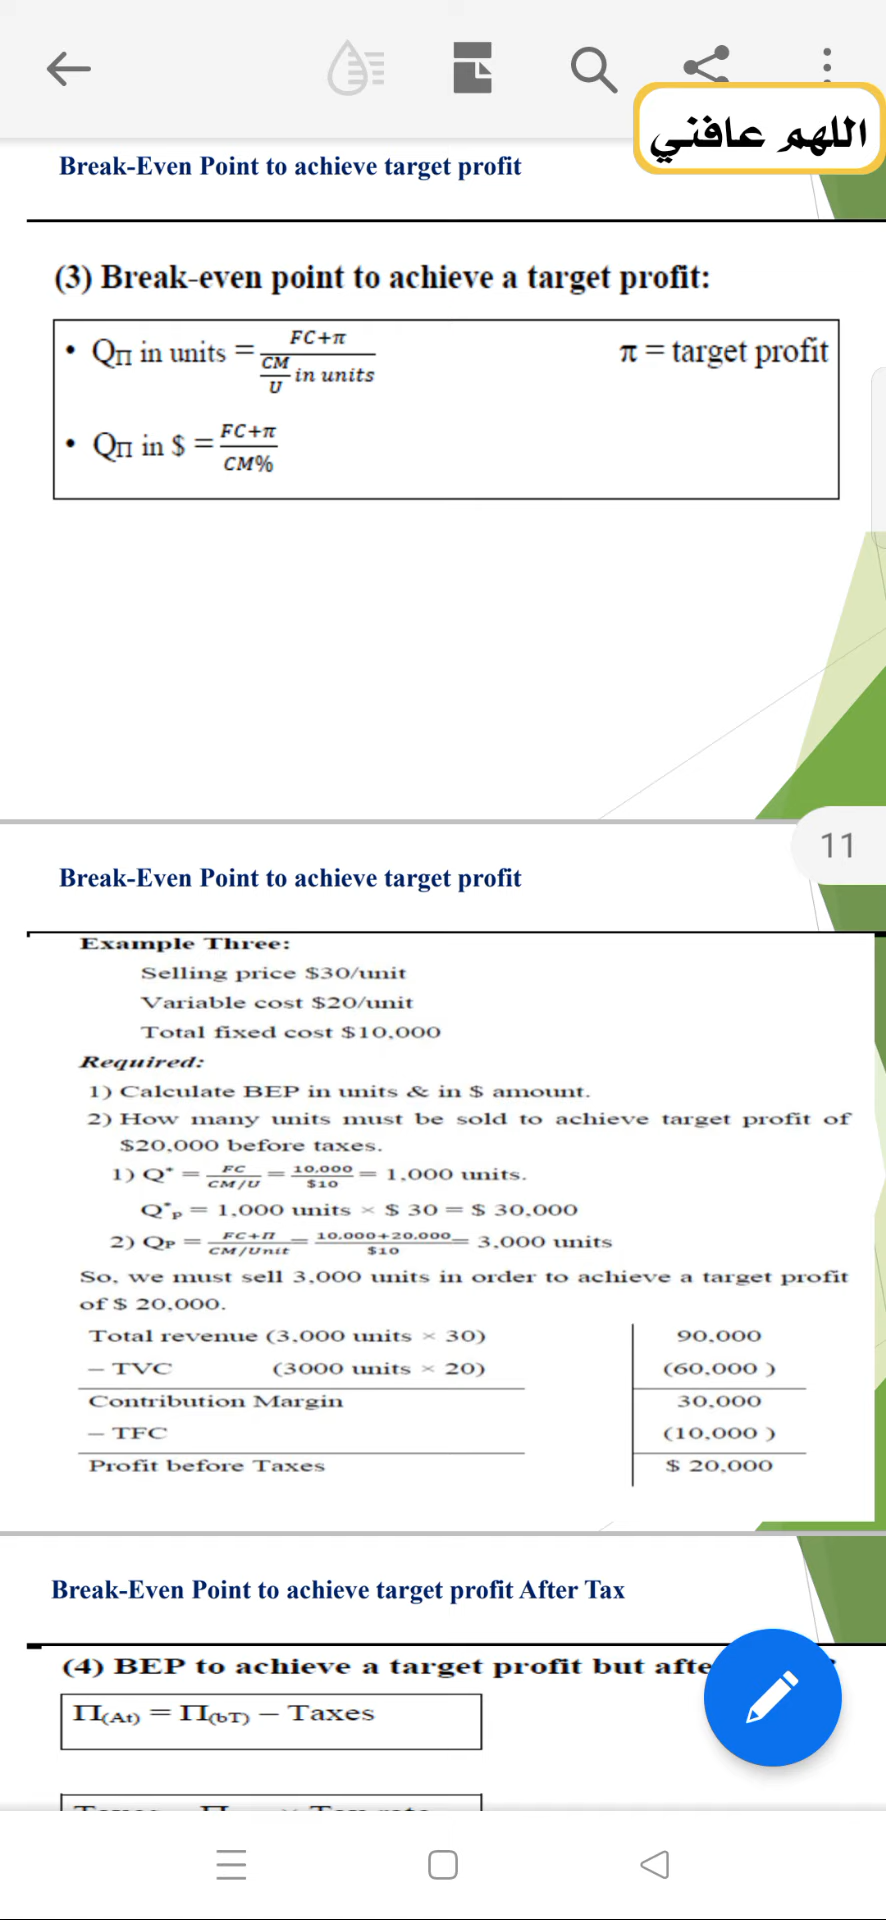 اللهم عافني
Break-Even Point to achieve target profit
(3) Break-even point to achieve a target profit:
• QΠ in units = FC+π / (CM/U in units)    π = target profit
• QΠ in $ = FC+π / CM%
11
Break-Even Point to achieve target profit
Example Three:
Selling price $30/unit
Variable cost $20/unit
Total fixed cost $10,000
Required:
1) Calculate BEP in units & in $ amount.
2) How many units must be sold to achieve target profit of
$20,000 before taxes.
1) Q* = FC / CM/U = 10,000 / $10 = 1,000 units.
Q*P = 1,000 units × $ 30 = $ 30,000
2) QP = FC+Π / CM/Unit = 10,000+20,000 / $10 = 3,000 units
So, we must sell 3,000 units in order to achieve a target profit
of $ 20,000.
Total revenue (3,000 units × 30) 90,000
– TVC (3000 units × 20) (60,000 )
Contribution Margin 30,000
– TFC (10,000 )
Profit before Taxes $ 20,000
Break-Even Point to achieve target profit After Tax
(4) BEP to achieve a target profit but afte
Π(At) = Π(bT) – Taxes